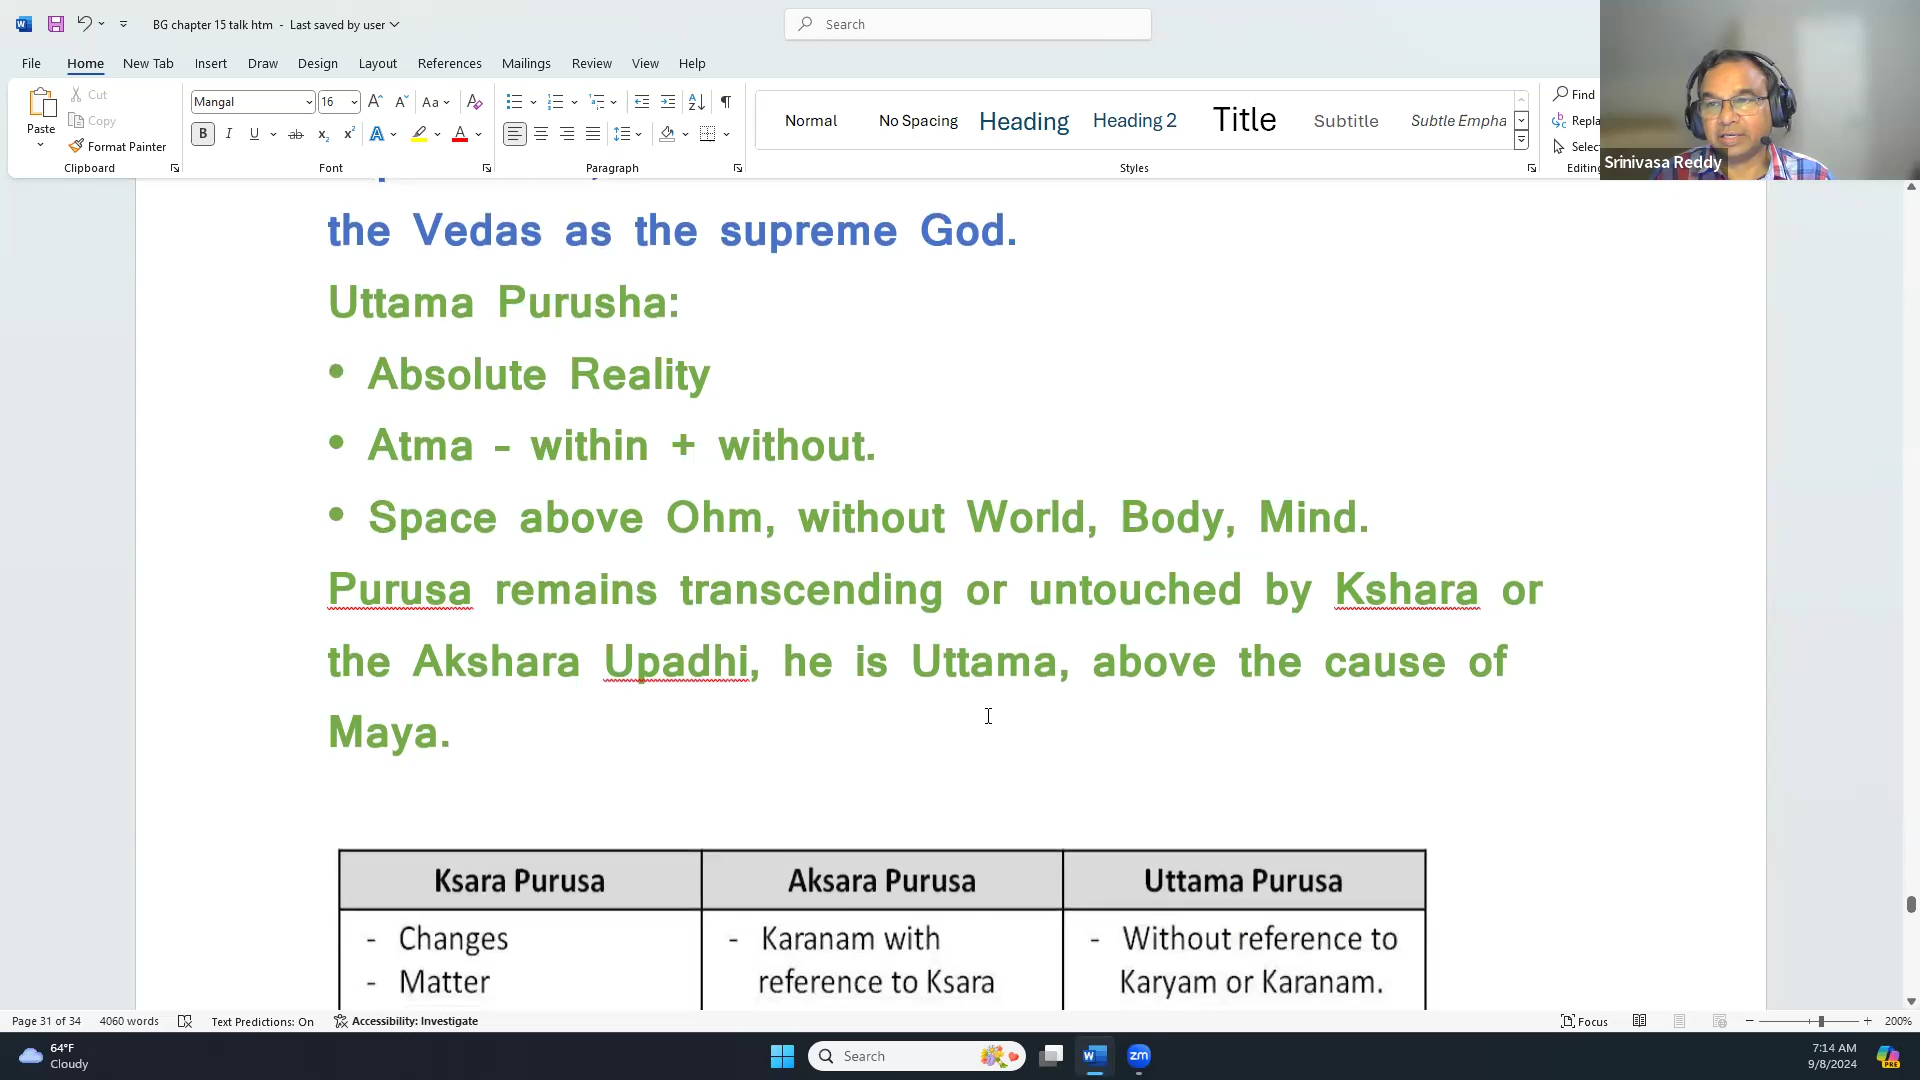 BG chapter 15 talk htm - Last saved by user
Search
File Home New Tab Insert Draw Design Layout References Mailings Review View Help
Paste
Cut
Copy
Format Painter
Clipboard
Mangal 16
Font
Paragraph
Normal No Spacing Heading Heading 2 Title Subtitle Subtle Empha
Styles
Find
Repla
Selec
Editing
Srinivasa Reddy
the Vedas as the supreme God.
Uttama Purusha:
• Absolute Reality
• Atma – within + without.
• Space above Ohm, without World, Body, Mind.
Purusa remains transcending or untouched by Kshara or
the Akshara Upadhi, he is Uttama, above the cause of
Maya.
Ksara Purusa Aksara Purusa Uttama Purusa
- Changes - Karanam with - Without reference to
- Matter reference to Ksara Karyam or Karanam.
Page 31 of 34 4060 words Text Predictions: On Accessibility: Investigate Focus 200%
64°F
Cloudy
Search
zm
7:14 AM
9/8/2024
PRE